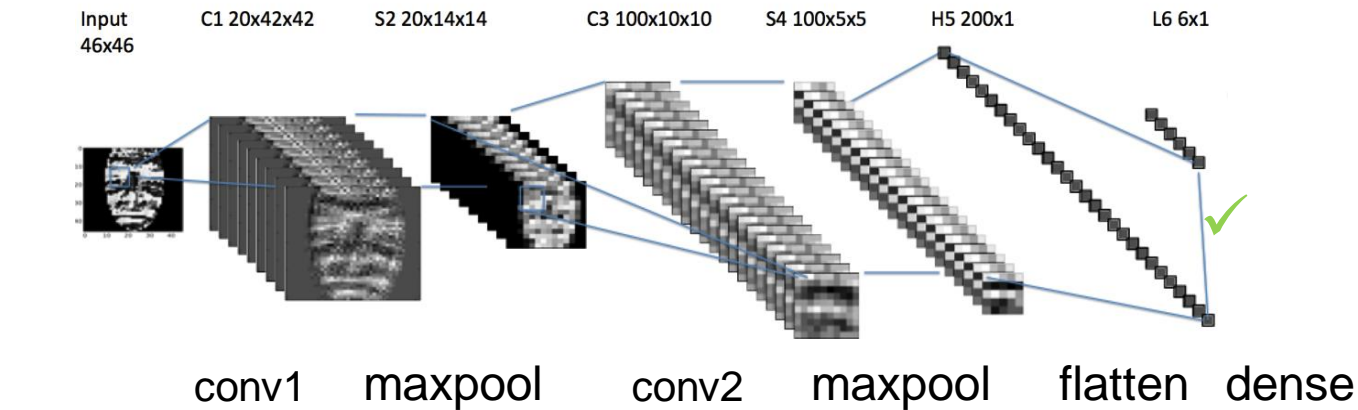 Input C1 20x42x42 S2 20x14x14 C3 100x10x10 S4 100x5x5 H5 200x1 L6 6x1
46x46
conv1 maxpool conv2 maxpool flatten dense